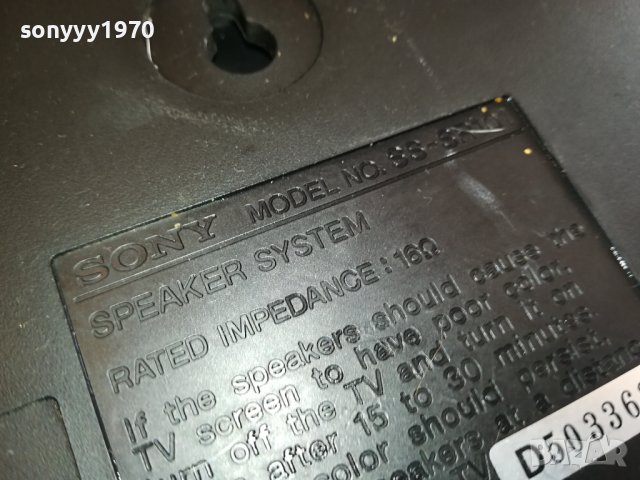 sonyyy1970
SONY MODEL NO.
SPEAKER SYSTEM
RATED IMPEDANCE: 16Ω
If the speakers should cause the
TV screen to have poor color,
turn off the TV and turn it on
after 15 to 30 minutes.
color should persist,
speakers at a distance
D50336
BAZAR